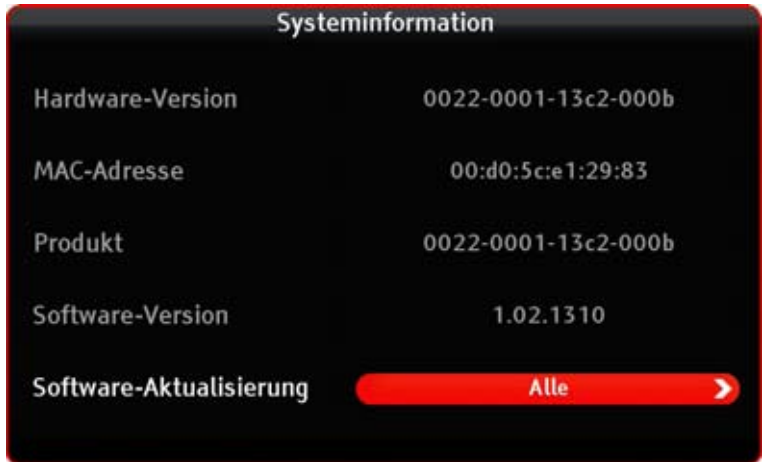 Systeminformation
Hardware-Version 0022-0001-13c2-000b
MAC-Adresse 00:d0:5c:e1:29:83
Produkt 0022-0001-13c2-000b
Software-Version 1.02.1310
Software-Aktualisierung Alle